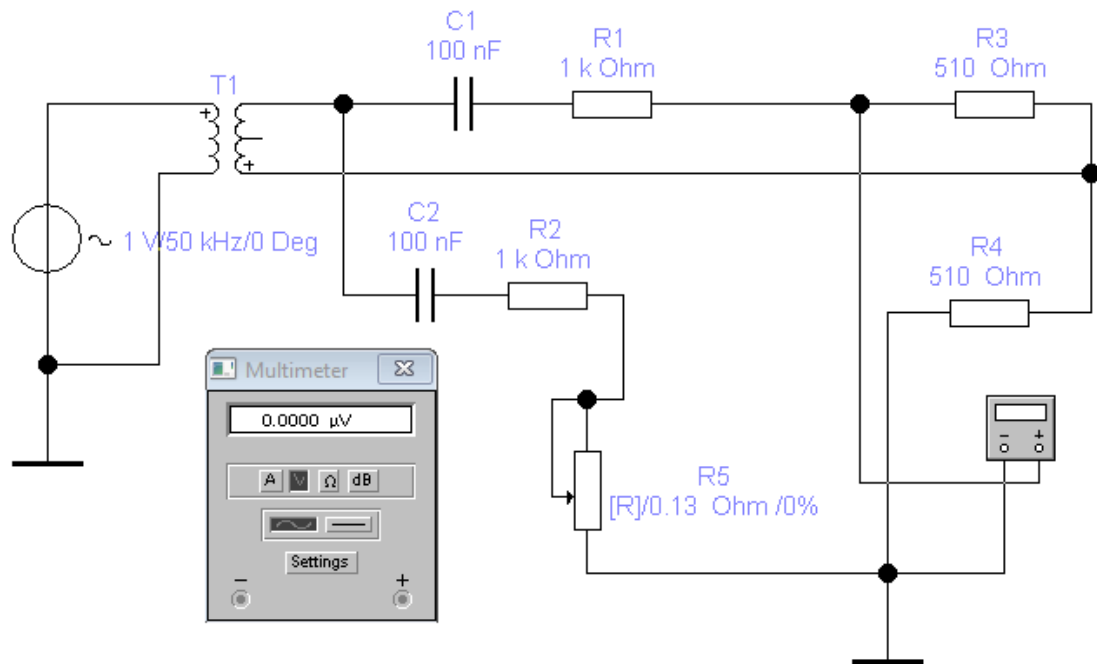 C1
100 nF
R1
1 k Ohm
R3
510 Ohm
T1
+
+
C2
100 nF
R2
1 k Ohm
1 V/50 kHz/0 Deg
R4
510 Ohm
Multimeter
0.0000 µV
A V Ω dB
Settings
− +
− +
R5
[R]/0.13 Ohm /0%